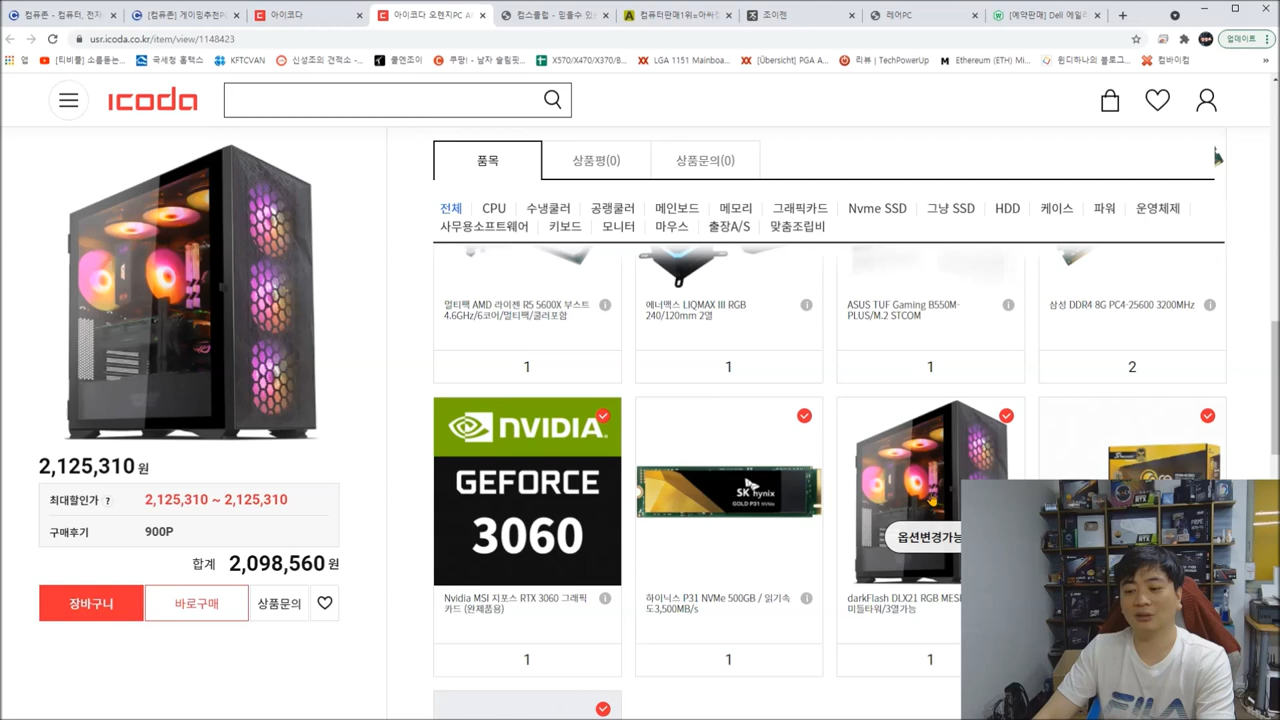 컴퓨존 - 컴퓨터, 전자
[컴퓨존] 게이밍추천P
아이코다
아이코다 오렌지PC A
컴스클럽 - 믿을수 있
컴퓨터판매1위=아싸컴
조이젠
레어PC
[예약판매] Dell 에일리
usr.icoda.co.kr/item/view/1148423
업데이트
앱
[티비플] 소름돋는...
국세청 홈택스
KFTCVAN
신성조의 견적소 -...
쿨엔조이
쿠팡! - 남자 슬립핏...
X570/X470/X370/B...
LGA 1151 Mainboa...
[Übersicht] PGA A...
리뷰 | TechPowerUp
Ethereum (ETH) Mi...
윈디하나의 블로그...
컴바이컴
icoda
품목
상품평(0)
상품문의(0)
전체
CPU
수냉쿨러
공랭쿨러
메인보드
메모리
그래픽카드
Nvme SSD
그냥 SSD
HDD
케이스
파워
운영체제
사무용소프트웨어
키보드
모니터
마우스
출장A/S
맞춤조립비
멀티팩 AMD 라이젠 R5 5600X 부스트
4.6GHz/6코어/멀티팩/쿨러포함
에너맥스 LIQMAX III RGB
240/120mm 2열
ASUS TUF Gaming B550M-
PLUS/M.2 STCOM
삼성 DDR4 8G PC4-25600 3200MHz
1
1
1
2
NVIDIA.
GEFORCE
3060
SK hynix
GOLD P31 NVMe
옵션변경가능
Nvidia MSI 지포스 RTX 3060 그래픽
카드 (완제품용)
하이닉스 P31 NVMe 500GB / 읽기속
도3,500MB/s
darkFlash DLX21 RGB MES
미들타워/3열가능
1
1
1
2,125,310 원
최대할인가 ?
2,125,310 ~ 2,125,310
구매후기
900P
합계 2,098,560 원
장바구니
바로구매
상품문의
FILA